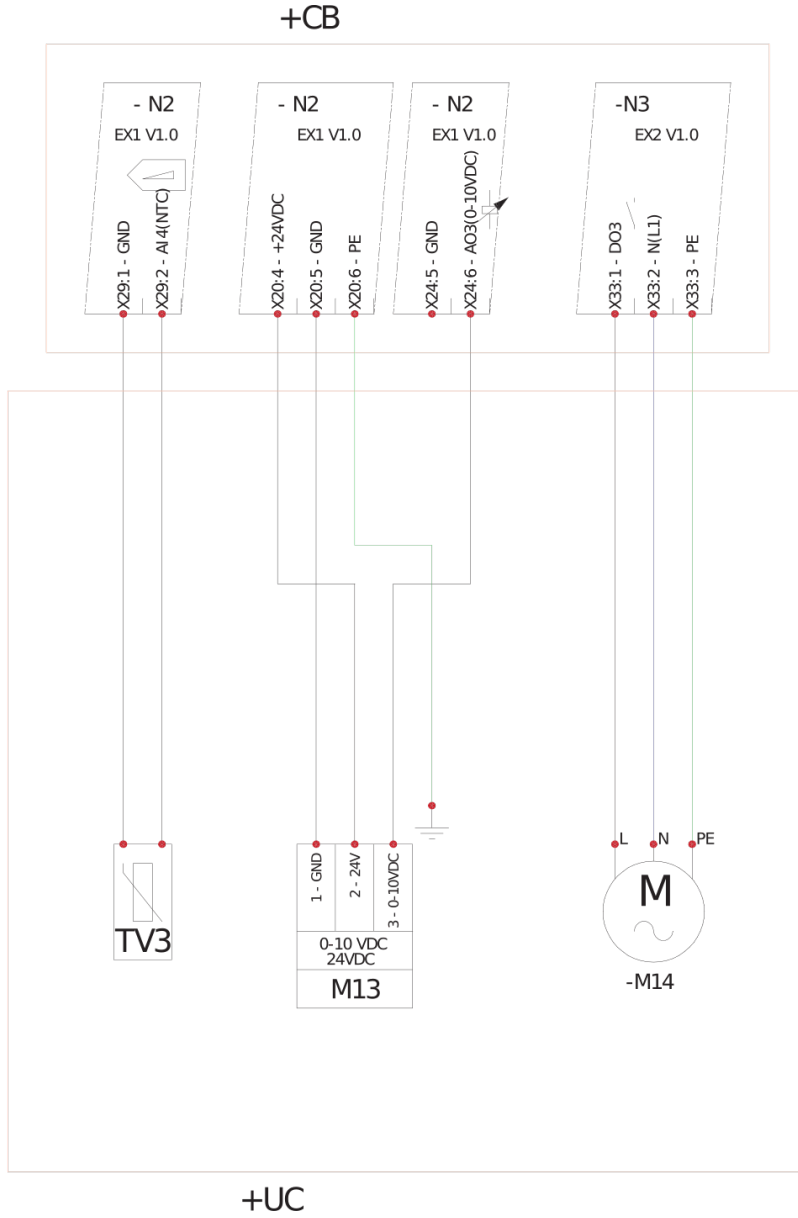 +CB
- N2
EX1 V1.0
X29:1 - GND
X29:2 - AI4(NTC)
- N2
EX1 V1.0
X20:4 - +24VDC
X20:5 - GND
X20:6 - PE
- N2
EX1 V1.0
X24:5 - GND
X24:6 - AO3(0-10VDC)
-N3
EX2 V1.0
X33:1 - DO3
X33:2 - N(L1)
X33:3 - PE
TV3
1 - GND
2 - 24V
3 - 0-10VDC
0-10 VDC
24VDC
M13
L
N
PE
M
-M14
+UC